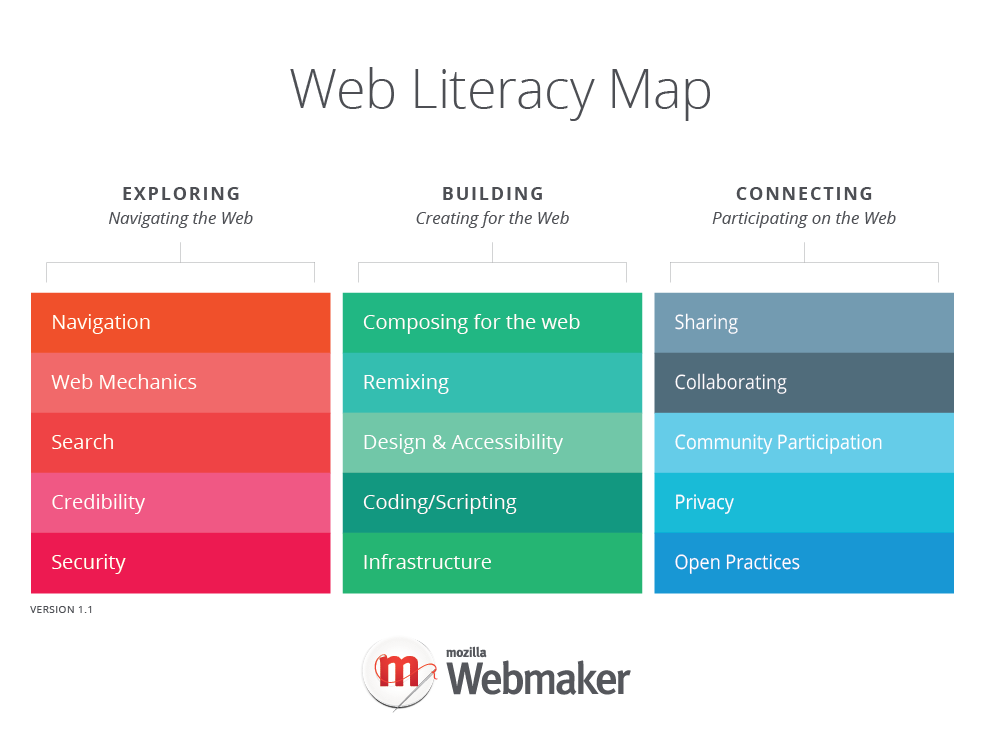 Web Literacy Map
EXPLORING
Navigating the Web
Navigation
Web Mechanics
Search
Credibility
Security
BUILDING
Creating for the Web
Composing for the web
Remixing
Design & Accessibility
Coding/Scripting
Infrastructure
CONNECTING
Participating on the Web
Sharing
Collaborating
Community Participation
Privacy
Open Practices
VERSION 1.1
m
mozilla
Webmaker